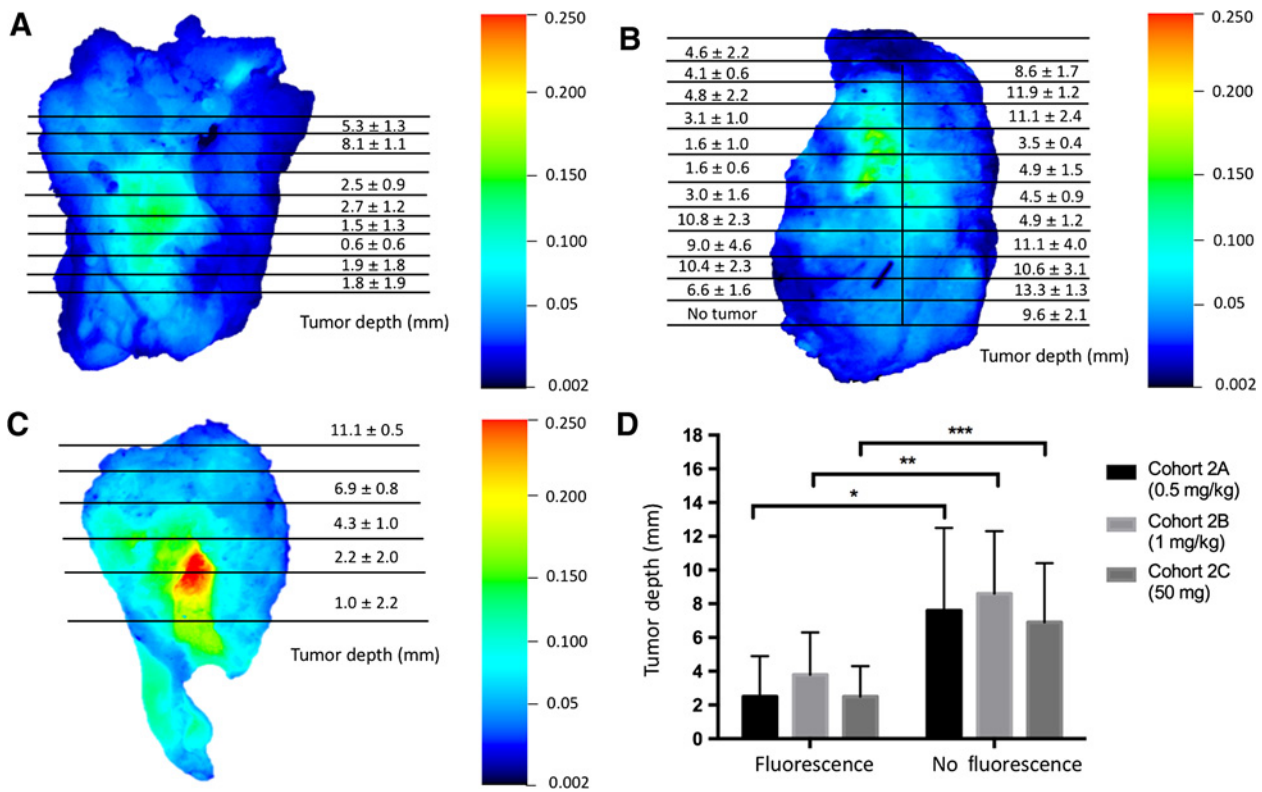 A
5.3 ± 1.3
8.1 ± 1.1
2.5 ± 0.9
2.7 ± 1.2
1.5 ± 1.3
0.6 ± 0.6
1.9 ± 1.8
1.8 ± 1.9
Tumor depth (mm)
0.250
0.200
0.150
0.100
0.05
0.002
B
4.6 ± 2.2
4.1 ± 0.6
4.8 ± 2.2
3.1 ± 1.0
1.6 ± 1.0
1.6 ± 0.6
3.0 ± 1.6
10.8 ± 2.3
9.0 ± 4.6
10.4 ± 2.3
6.6 ± 1.6
No tumor
8.6 ± 1.7
11.9 ± 1.2
11.1 ± 2.4
3.5 ± 0.4
4.9 ± 1.5
4.5 ± 0.9
4.9 ± 1.2
11.1 ± 4.0
10.6 ± 3.1
13.3 ± 1.3
9.6 ± 2.1
Tumor depth (mm)
0.250
0.200
0.150
0.100
0.05
0.002
C
11.1 ± 0.5
6.9 ± 0.8
4.3 ± 1.0
2.2 ± 2.0
1.0 ± 2.2
Tumor depth (mm)
0.250
0.200
0.150
0.100
0.05
0.002
D
Tumor depth (mm)
18
16
14
12
10
8
6
4
2
0
*
**
***
Fluorescence
No fluorescence
Cohort 2A
(0.5 mg/kg)
Cohort 2B
(1 mg/kg)
Cohort 2C
(50 mg)